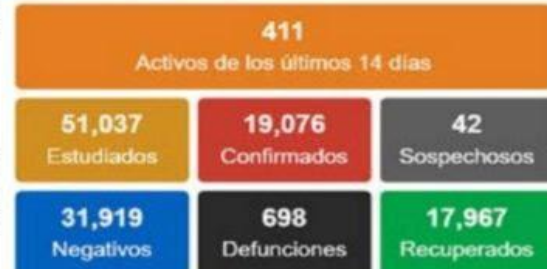 411
Activos de los últimos 14 días
51,037
Estudiados
19,076
Confirmados
42
Sospechosos
31,919
Negativos
698
Defunciones
17,967
Recuperados